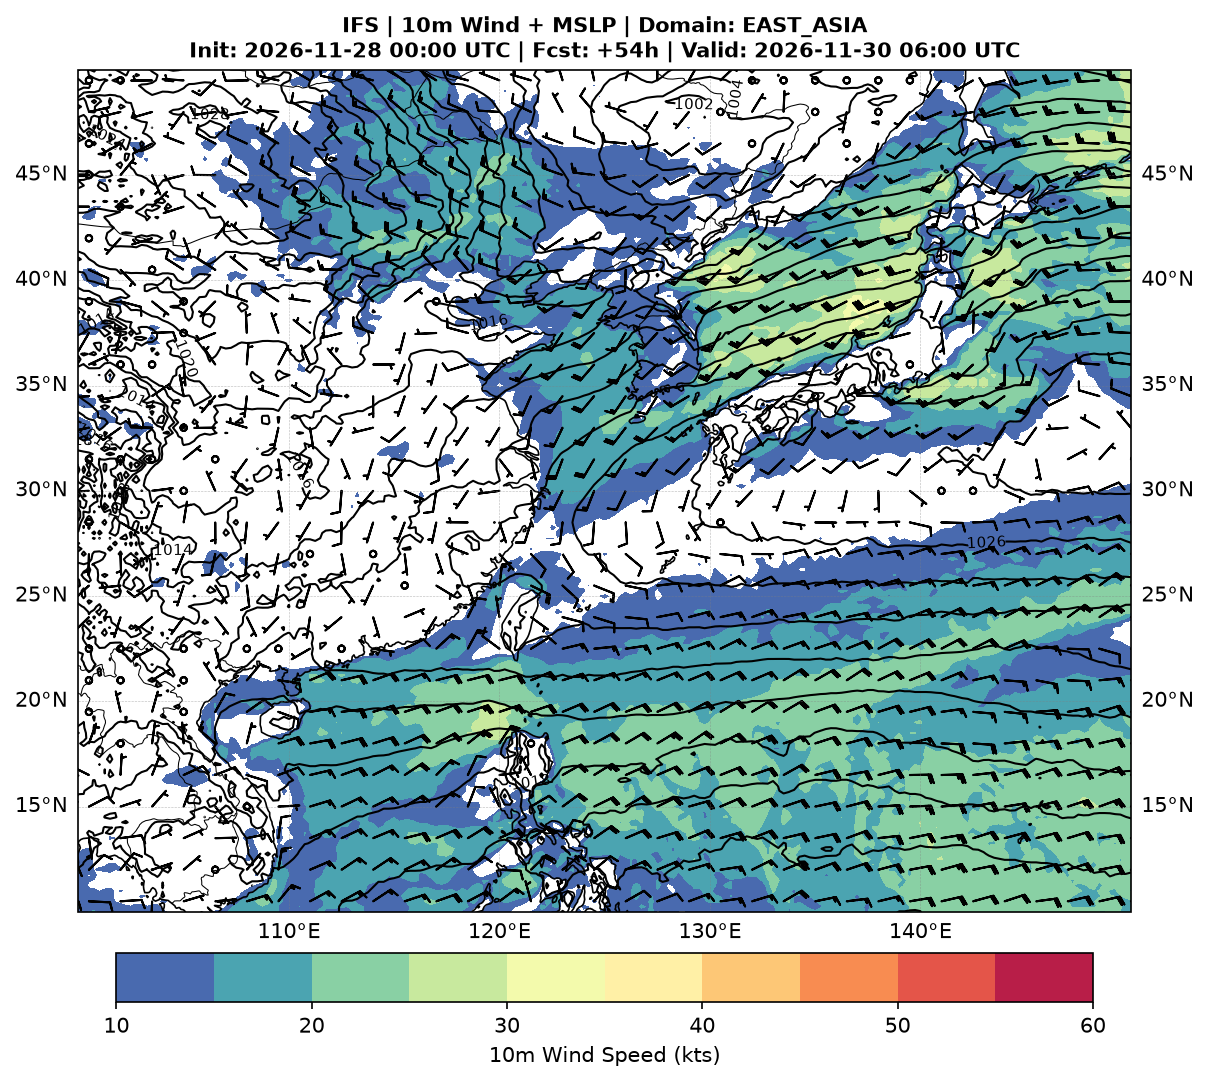 IFS | 10m Wind + MSLP | Domain: EAST_ASIA
Init: 2026-11-28 00:00 UTC | Fcst: +54h | Valid: 2026-11-30 06:00 UTC
1028
1002
1004
45°N
45°N
40°N
40°N
1016
1020
35°N
35°N
1016
30°N
30°N
1014
1026
25°N
25°N
20°N
20°N
15°N
15°N
110°E
120°E
130°E
140°E
10
20
30
40
50
60
10m Wind Speed (kts)